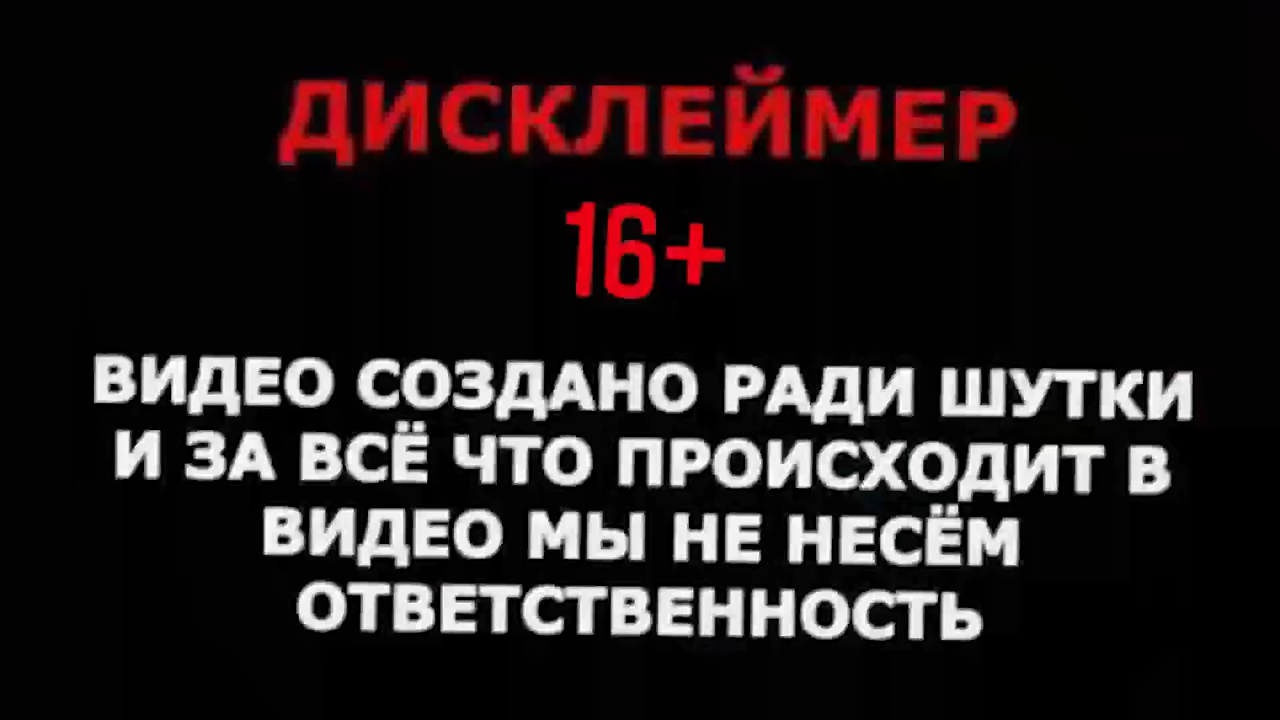 ДИСКЛЕЙМЕР
16+
ВИДЕО СОЗДАНО РАДИ ШУТКИ
И ЗА ВСЁ ЧТО ПРОИСХОДИТ В
ВИДЕО МЫ НЕ НЕСЁМ
ОТВЕТСТВЕННОСТЬ